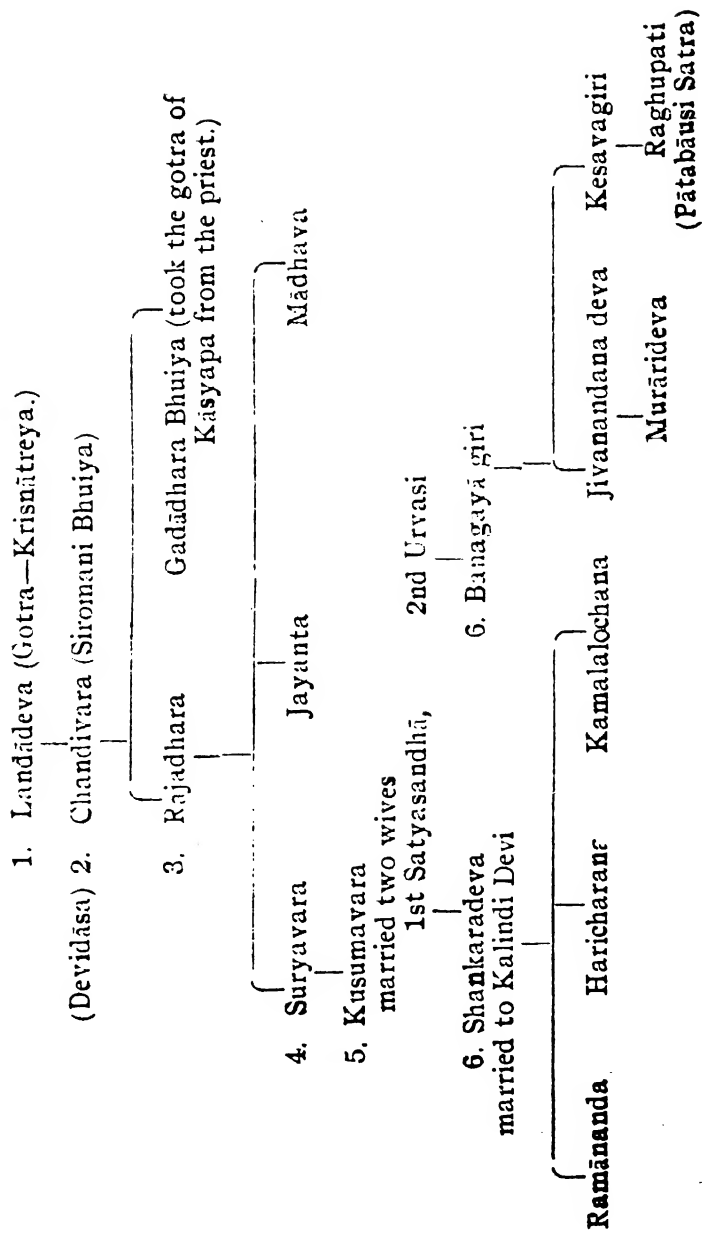 1. Landādeva (Gotra—Krisnātreya.)
(Devidāsa) 2. Chandivara (Siromani Bhuiya)
3. Rajadhara Gadādhara Bhuiya (took the gotra of
Kāsyapa from the priest.)
4. Suryavara Jayanta Mādhava
5. Kusumavara
married two wives
1st Satyasandhā, 2nd Urvasi
6. Shankaradeva 6. Banagayā giri
married to Kalindi Devi
Ramānanda Haricharana Kamalalochana Jivanandana deva Kesavagiri
Murārideva Raghupati
(Pātabāusi Satra)